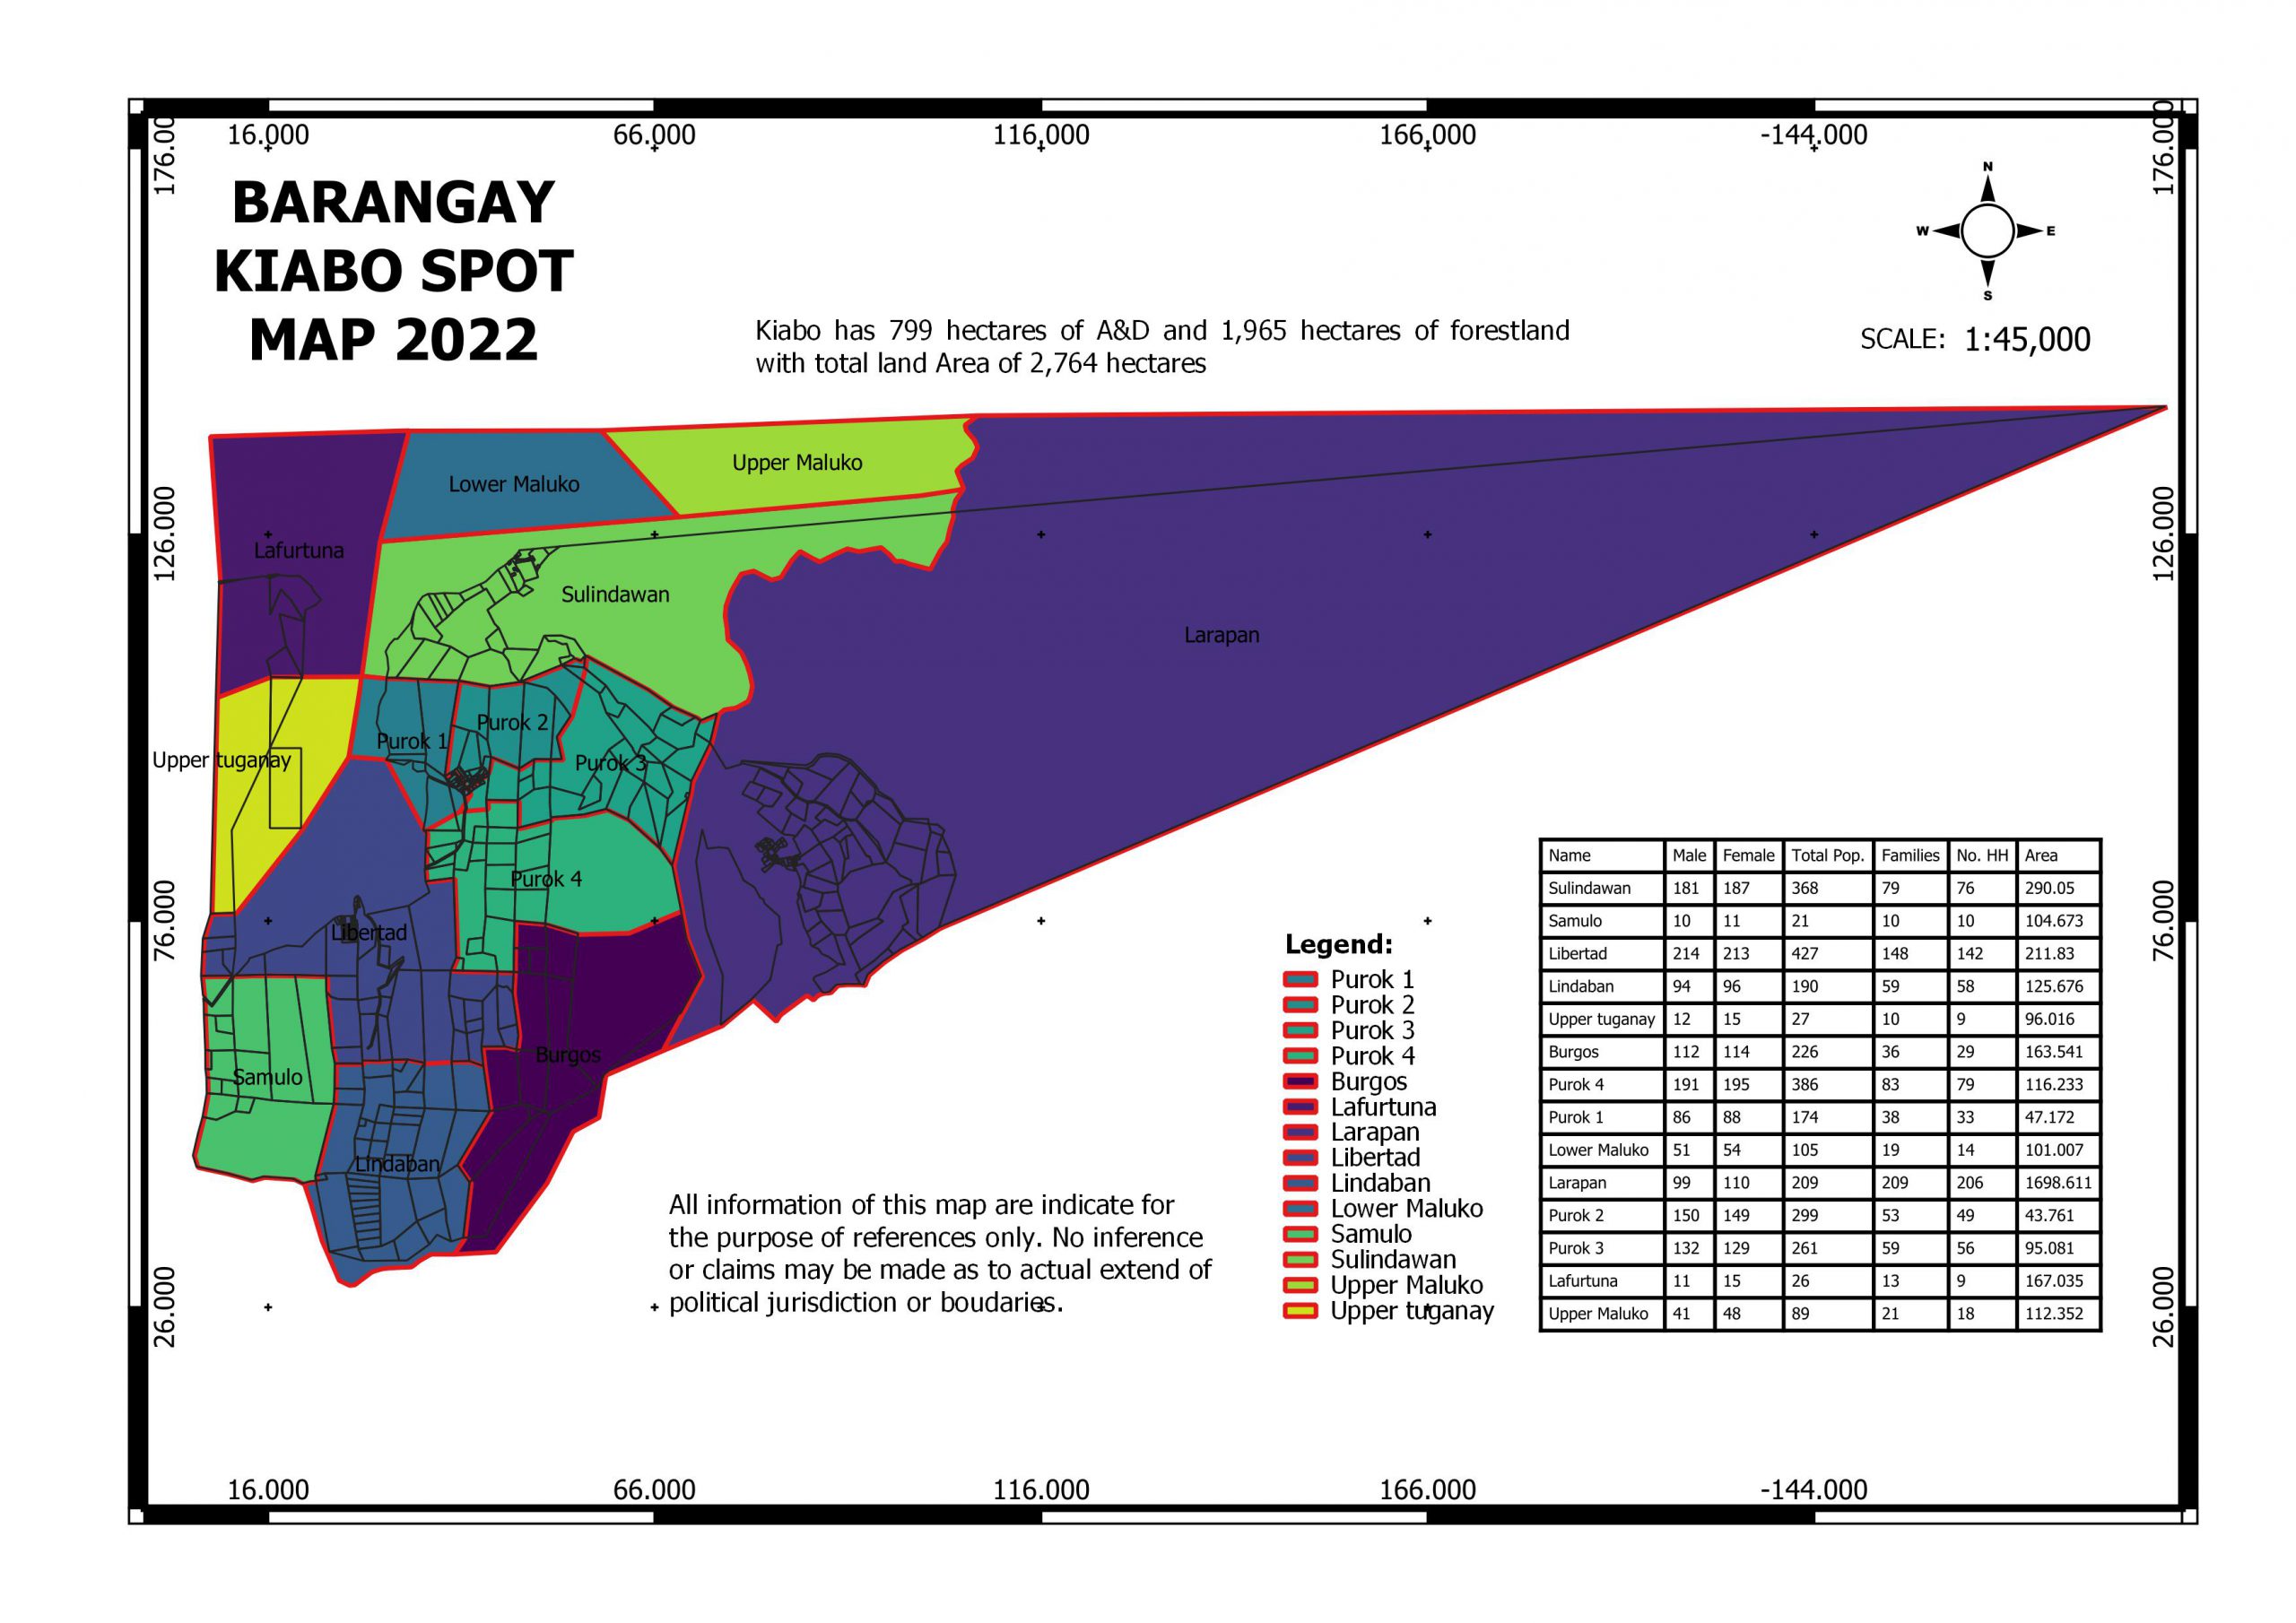 176.000
16.000
66.000
116.000
166.000
-144.000
176.000
BARANGAY
KIABO SPOT
MAP 2022
N
W
E
S
Kiabo has 799 hectares of A&D and 1,965 hectares of forestland
with total land Area of 2,764 hectares
SCALE: 1:45,000
126.000
126.000
Upper Maluko
Lower Maluko
Lafurtuna
Sulindawan
Larapan
Purok 2
Purok 1
Upper tuganay
Purok 3
Purok 4
76.000
76.000
Libertad
Burgos
Samulo
Lindaban
Legend:
Purok 1
Purok 2
Purok 3
Purok 4
Burgos
Lafurtuna
Larapan
Libertad
Lindaban
Lower Maluko
Samulo
Sulindawan
Upper Maluko
Upper tuganay
Name Male Female Total Pop. Families No. HH Area
Sulindawan 181 187 368 79 76 290.05
Samulo 10 11 21 10 10 104.673
Libertad 214 213 427 148 142 211.83
Lindaban 94 96 190 59 58 125.676
Upper tuganay 12 15 27 10 9 96.016
Burgos 112 114 226 36 29 163.541
Purok 4 191 195 386 83 79 116.233
Purok 1 86 88 174 38 33 47.172
Lower Maluko 51 54 105 19 14 101.007
Larapan 99 110 209 209 206 1698.611
Purok 2 150 149 299 53 49 43.761
Purok 3 132 129 261 59 56 95.081
Lafurtuna 11 15 26 13 9 167.035
Upper Maluko 41 48 89 21 18 112.352
All information of this map are indicate for
the purpose of references only. No inference
or claims may be made as to actual extend of
political jurisdiction or boudaries.
26.000
26.000
16.000
66.000
116.000
166.000
-144.000